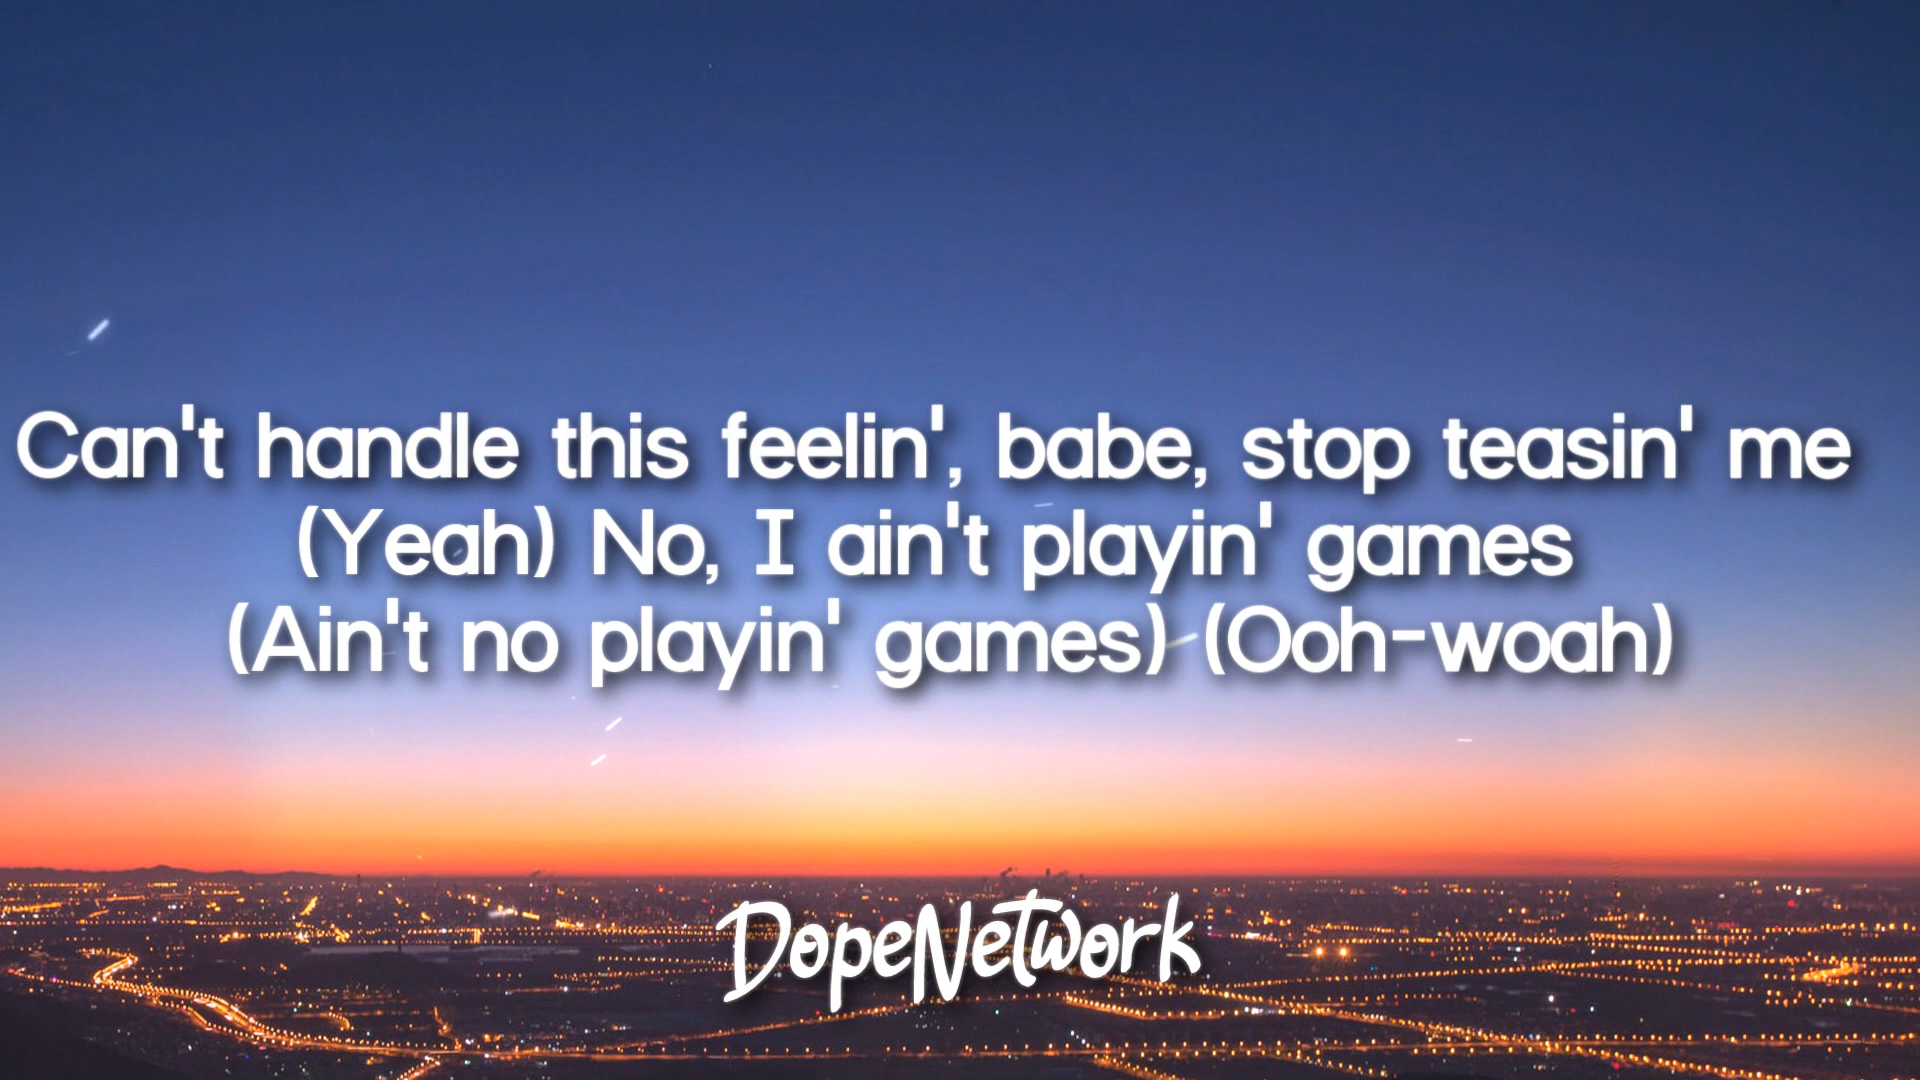 Can't handle this feelin', babe, stop teasin' me
(Yeah) No, I ain't playin' games
(Ain't no playin' games) (Ooh-woah)
DopeNetwork